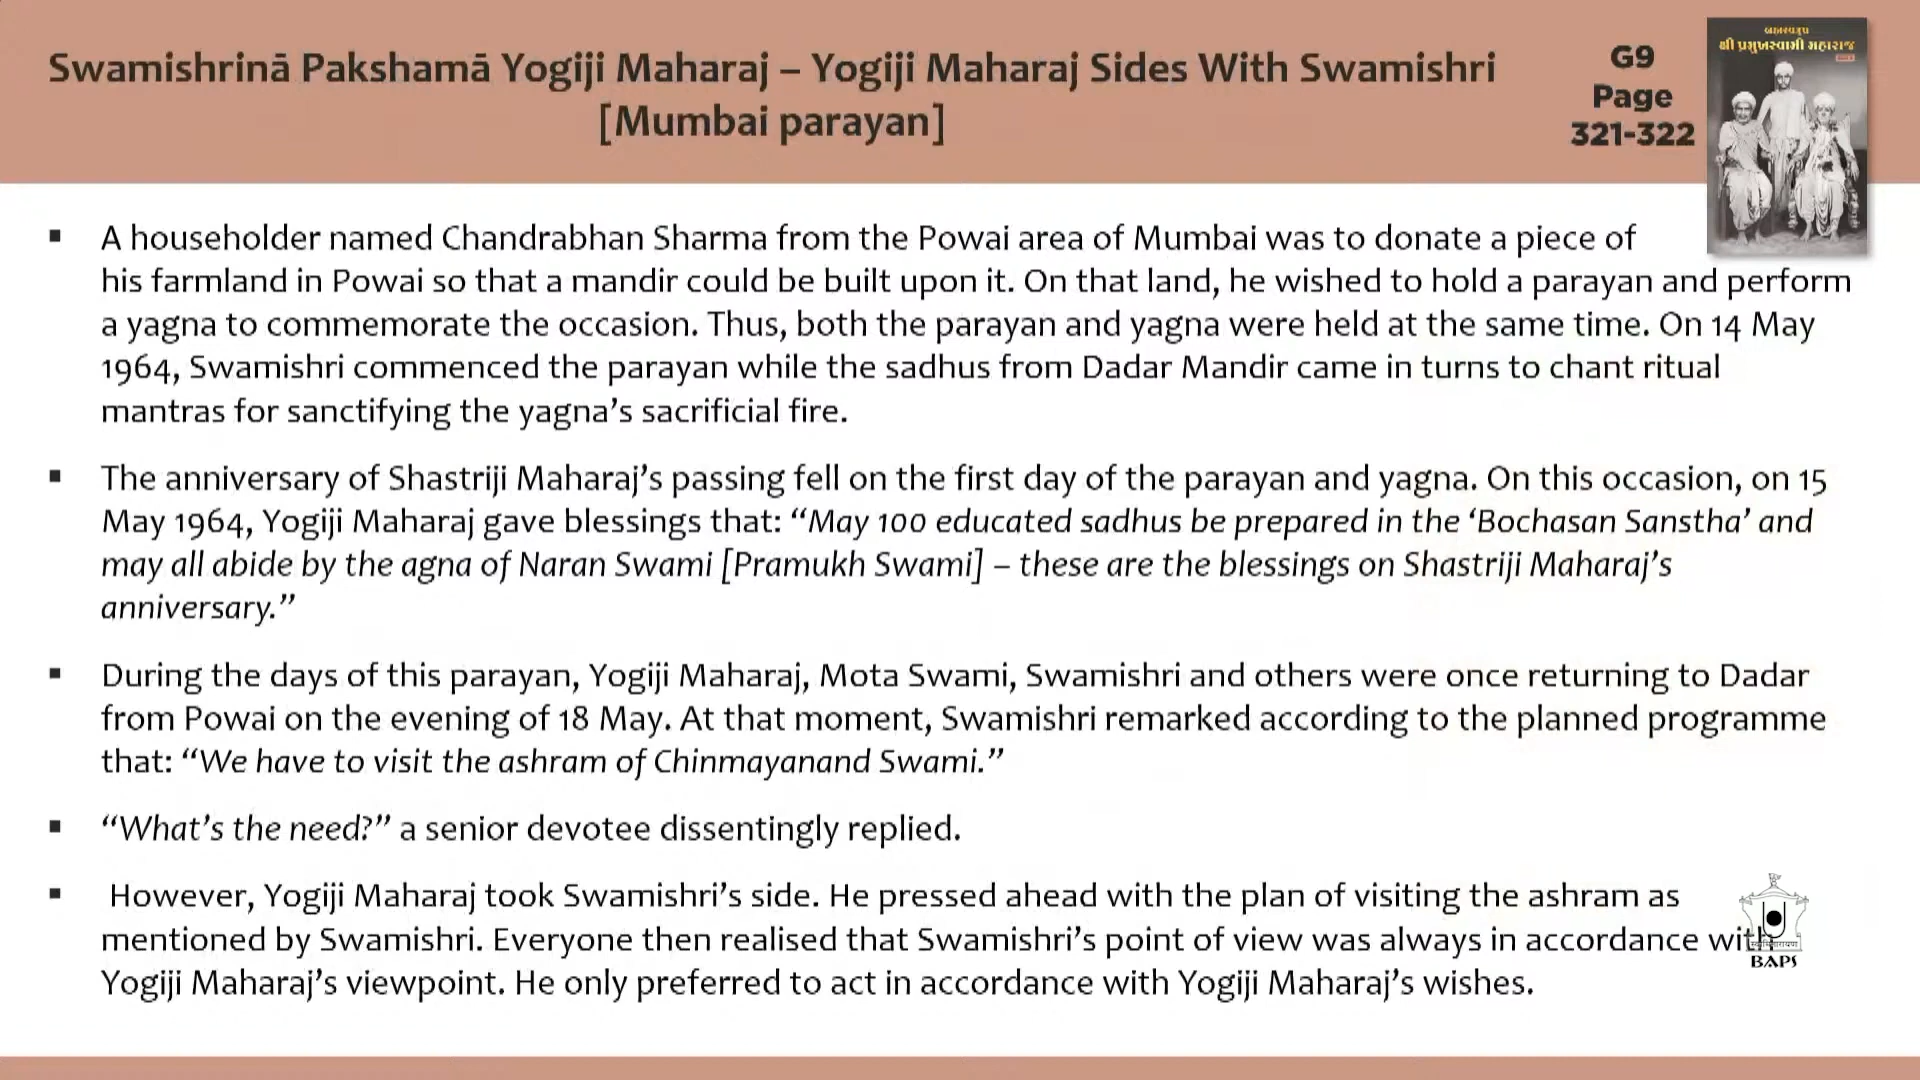 Swamishrinā Pakshamā Yogiji Maharaj – Yogiji Maharaj Sides With Swamishri
[Mumbai parayan]
G9
Page
321-322
બ્રહ્મસ્વરૂપ
શ્રી પ્રમુખસ્વામી મહારાજ
▪ A householder named Chandrabhan Sharma from the Powai area of Mumbai was to donate a piece of
his farmland in Powai so that a mandir could be built upon it. On that land, he wished to hold a parayan and perform
a yagna to commemorate the occasion. Thus, both the parayan and yagna were held at the same time. On 14 May
1964, Swamishri commenced the parayan while the sadhus from Dadar Mandir came in turns to chant ritual
mantras for sanctifying the yagna’s sacrificial fire.
▪ The anniversary of Shastriji Maharaj’s passing fell on the first day of the parayan and yagna. On this occasion, on 15
May 1964, Yogiji Maharaj gave blessings that: “May 100 educated sadhus be prepared in the ‘Bochasan Sanstha’ and
may all abide by the agna of Naran Swami [Pramukh Swami] – these are the blessings on Shastriji Maharaj’s
anniversary.”
▪ During the days of this parayan, Yogiji Maharaj, Mota Swami, Swamishri and others were once returning to Dadar
from Powai on the evening of 18 May. At that moment, Swamishri remarked according to the planned programme
that: “We have to visit the ashram of Chinmayanand Swami.”
▪ “What’s the need?” a senior devotee dissentingly replied.
▪ However, Yogiji Maharaj took Swamishri’s side. He pressed ahead with the plan of visiting the ashram as
mentioned by Swamishri. Everyone then realised that Swamishri’s point of view was always in accordance with
Yogiji Maharaj’s viewpoint. He only preferred to act in accordance with Yogiji Maharaj’s wishes.
स्वामिनारायण
BAPS